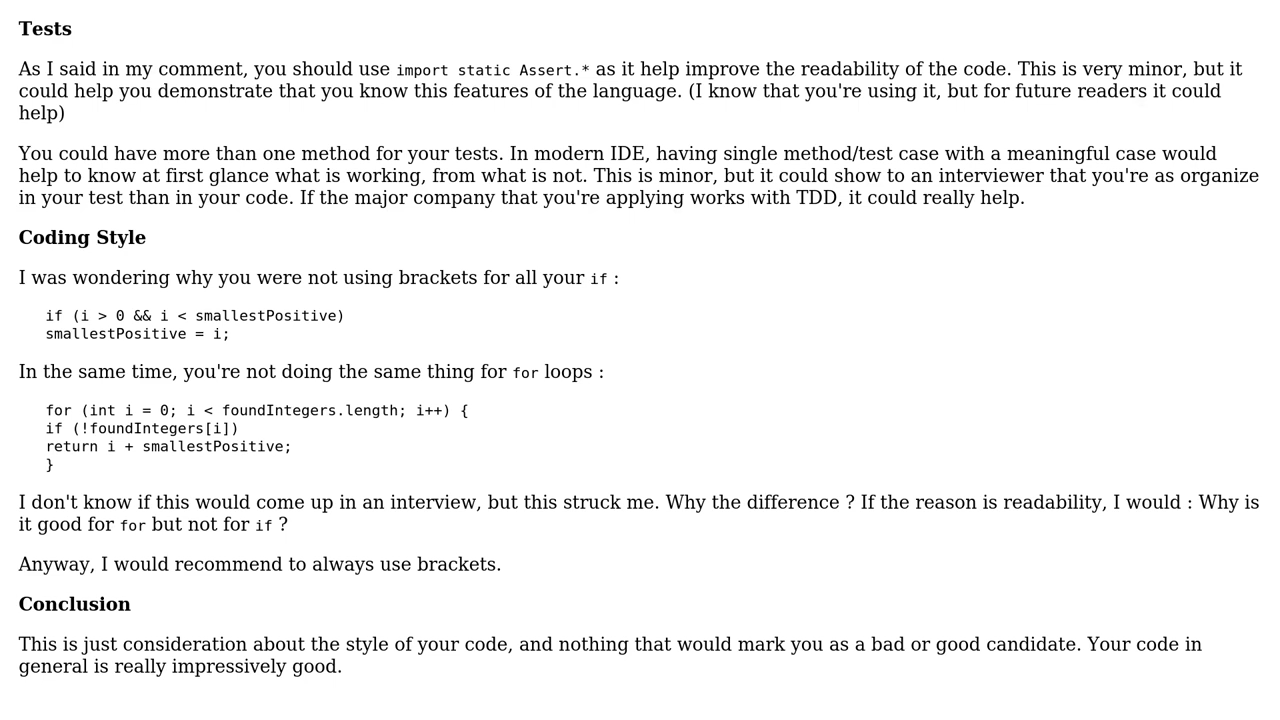 Tests
As I said in my comment, you should use import static Assert.* as it help improve the readability of the code. This is very minor, but it
could help you demonstrate that you know this features of the language. (I know that you're using it, but for future readers it could
help)
You could have more than one method for your tests. In modern IDE, having single method/test case with a meaningful case would
help to know at first glance what is working, from what is not. This is minor, but it could show to an interviewer that you're as organize
in your test than in your code. If the major company that you're applying works with TDD, it could really help.
Coding Style
I was wondering why you were not using brackets for all your if :
if (i > 0 && i < smallestPositive)
smallestPositive = i;
In the same time, you're not doing the same thing for for loops :
for (int i = 0; i < foundIntegers.length; i++) {
if (!foundIntegers[i])
return i + smallestPositive;
}
I don't know if this would come up in an interview, but this struck me. Why the difference ? If the reason is readability, I would : Why is
it good for for but not for if ?
Anyway, I would recommend to always use brackets.
Conclusion
This is just consideration about the style of your code, and nothing that would mark you as a bad or good candidate. Your code in
general is really impressively good.